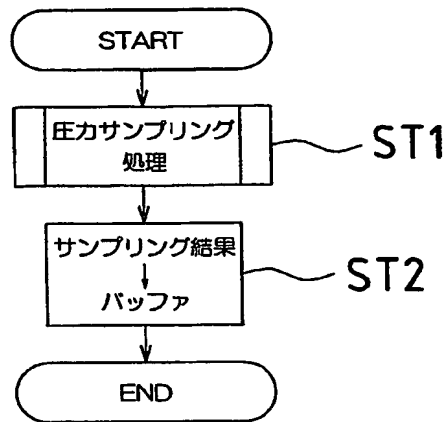 START
圧力サンプリング
処理
ST1
サンプリング結果
↓
バッファ
ST2
END